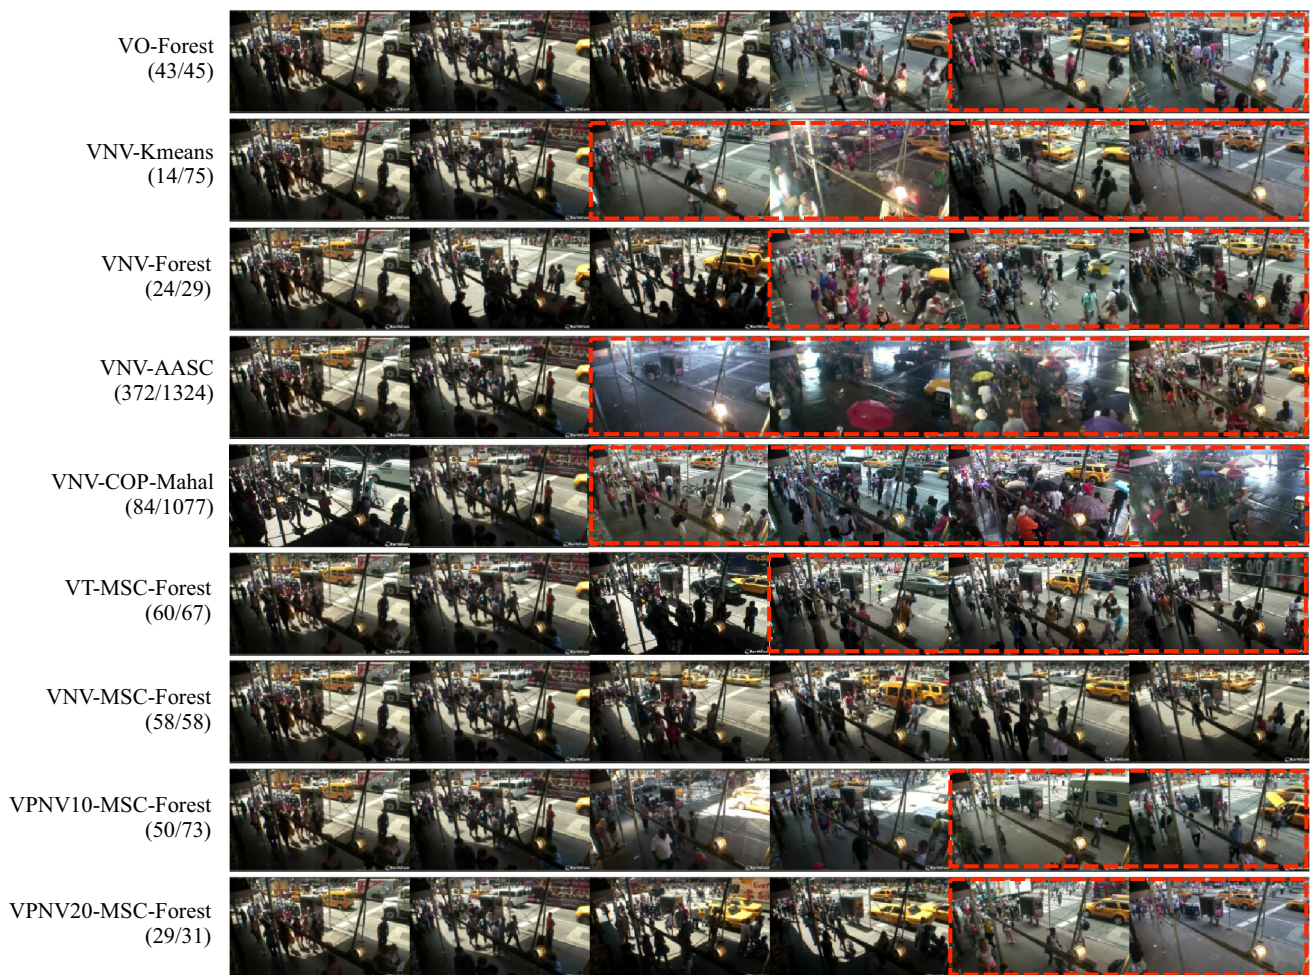 VO-Forest
(43/45)
VNV-Kmeans
(14/75)
VNV-Forest
(24/29)
VNV-AASC
(372/1324)
VNV-COP-Mahal
(84/1077)
VT-MSC-Forest
(60/67)
VNV-MSC-Forest
(58/58)
VPNV10-MSC-Forest
(50/73)
VPNV20-MSC-Forest
(29/31)